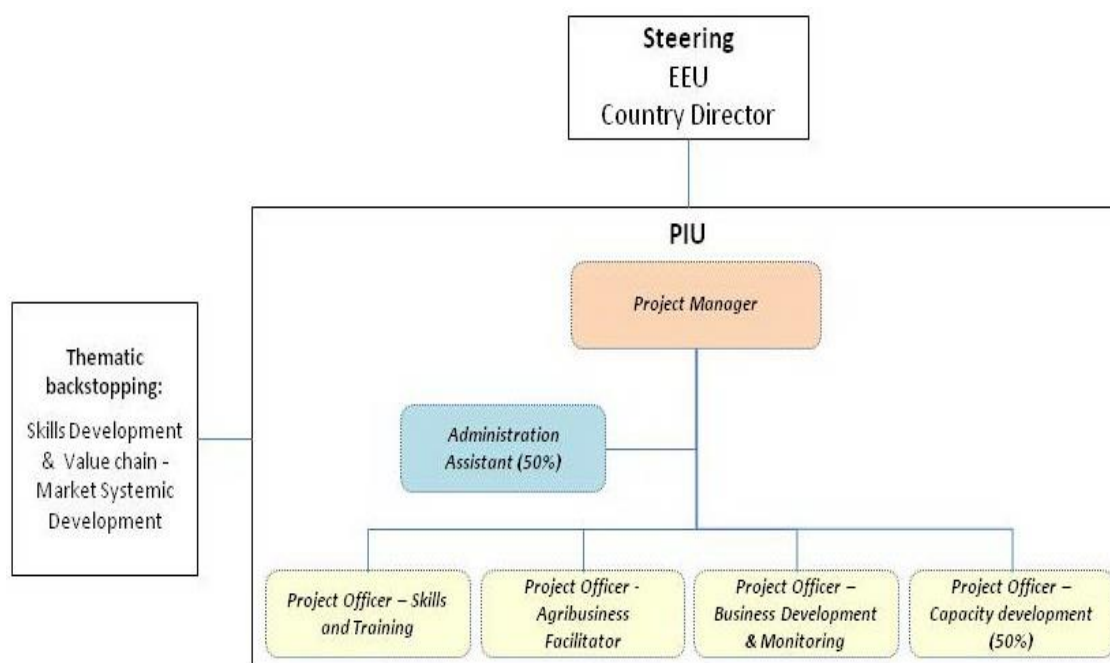 Steering
EEU
Country Director
PIU
Project Manager
Thematic
backstopping:
Skills Development
& Value chain -
Market Systemic
Development
Administration
Assistant (50%)
Project Officer – Skills
and Training
Project Officer -
Agribusiness
Facilitator
Project Officer –
Business Development
& Monitoring
Project Officer –
Capacity development
(50%)